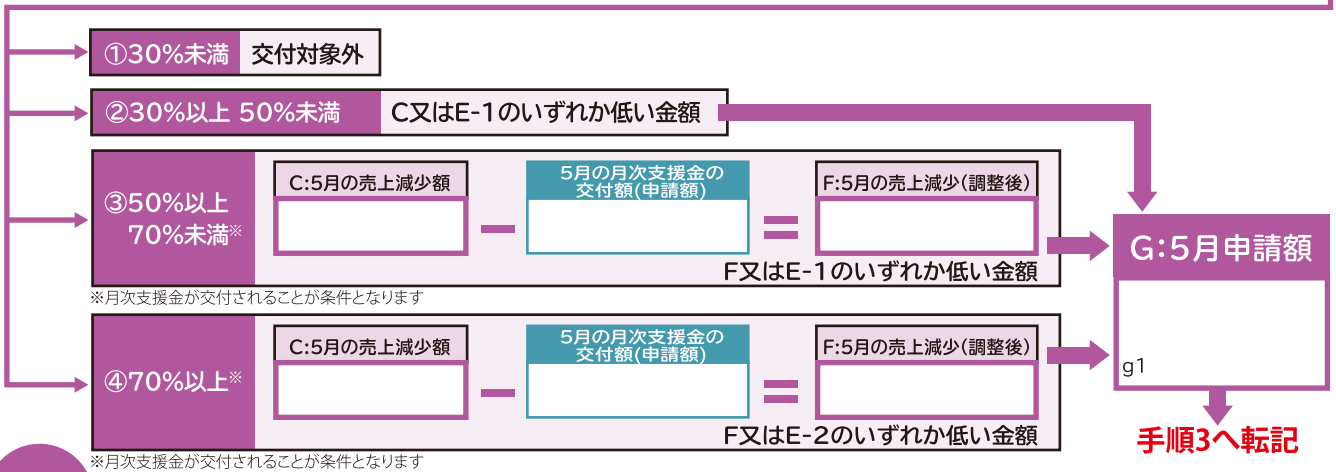 ①30%未満 交付対象外
②30%以上 50%未満 C又はE-1のいずれか低い金額
③50%以上
70%未満※
C:5月の売上減少額
5月の月次支援金の
交付額(申請額)
F:5月の売上減少(調整後)
F又はE-1のいずれか低い金額
※月次支援金が交付されることが条件となります
④70%以上※
C:5月の売上減少額
5月の月次支援金の
交付額(申請額)
F:5月の売上減少(調整後)
F又はE-2のいずれか低い金額
※月次支援金が交付されることが条件となります
G:5月申請額
g1
手順3へ転記